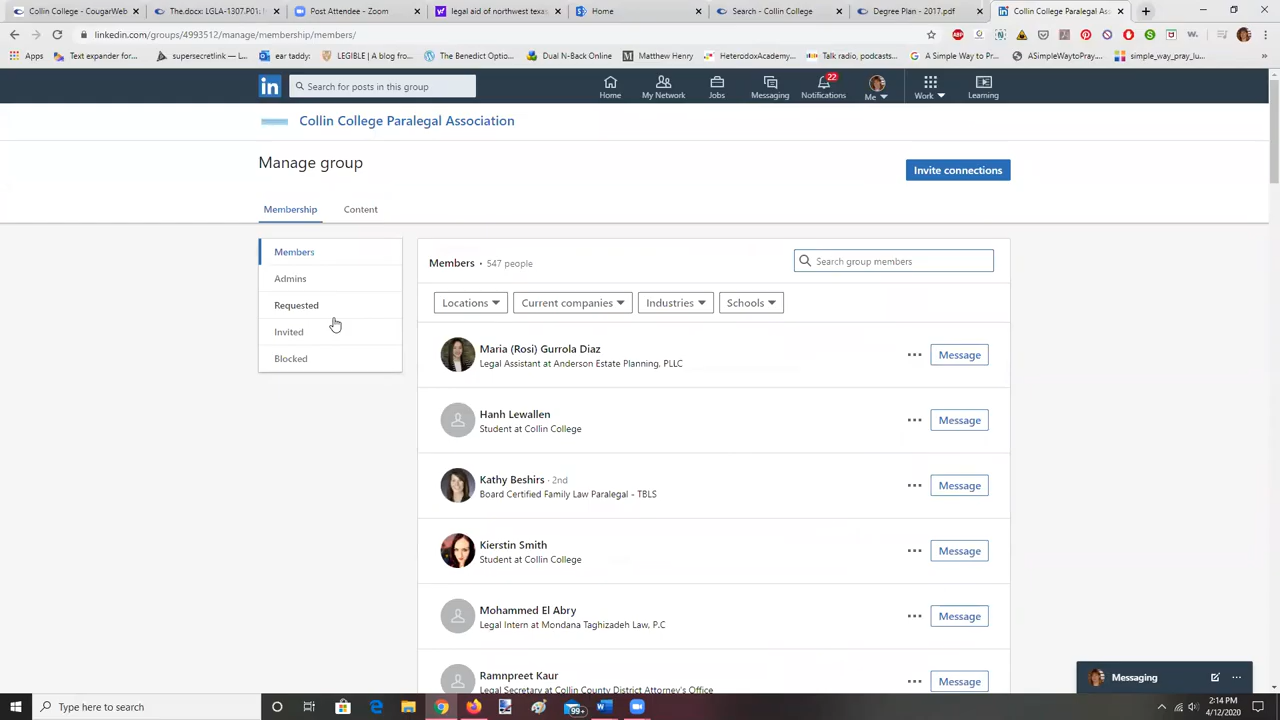 Collin College - CougarWeb
The.docx: LGLA-1307.P01.
Post Attendee - Zoom
legal aid of northwest texa
Home
Search - Collin College
Degree Plan - 2017.pdf
Collin College Paralegal Associatio
linkedin.com/groups/4993512/manage/membership/members/
Apps
Text expander for...
supersecretlink : c...
ear taddy
LEGIBLE | A blog fro...
The Benedict Optio...
Dual N-Back Online
Matthew Henry
HeterodoxAcademy...
Talk radio, podcasts...
A Simple Way to Pr...
ASimpleWaytoPray...
simple_way_pray_lu...
in
Search for posts in this group
Home
My Network
Jobs
Messaging
22
Notifications
Me
Work
Learning
Collin College Paralegal Association
Manage group
Invite connections
Membership
Content
Members
Admins
Requested
Invited
Blocked
Members • 547 people
Search group members
Locations
Current companies
Industries
Schools
Maria (Rosi) Gurrola Diaz
Legal Assistant at Anderson Estate Planning, PLLC
Message
Hanh Lewallen
Student at Collin College
Message
Kathy Beshirs · 2nd
Board Certified Family Law Paralegal - TBLS
Message
Kierstin Smith
Student at Collin College
Message
Mohammed El Abry
Legal Intern at Mondana Taghizadeh Law, P.C
Message
Ramnpreet Kaur
Legal Secretary at Collin County District Attorney's Office
Message
Messaging
Type here to search
99+
2:14 PM
4/12/2020